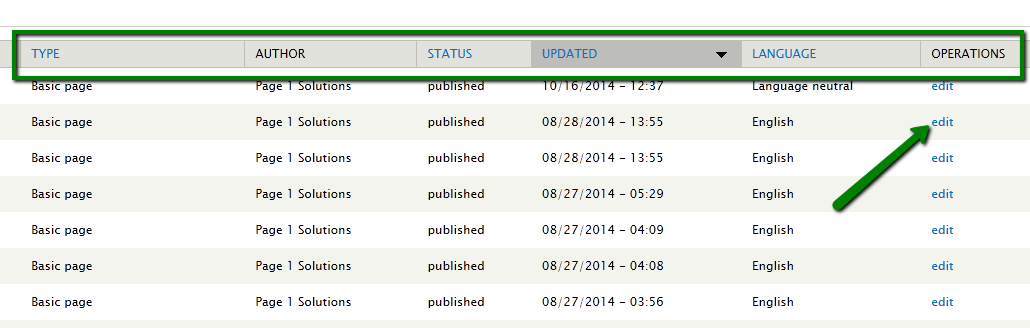 TYPE AUTHOR STATUS UPDATED LANGUAGE OPERATIONS
Basic page Page 1 Solutions published 10/16/2014 - 12:37 Language neutral edit
Basic page Page 1 Solutions published 08/28/2014 - 13:55 English edit
Basic page Page 1 Solutions published 08/28/2014 - 13:55 English edit
Basic page Page 1 Solutions published 08/27/2014 - 05:29 English edit
Basic page Page 1 Solutions published 08/27/2014 - 04:09 English edit
Basic page Page 1 Solutions published 08/27/2014 - 04:08 English edit
Basic page Page 1 Solutions published 08/27/2014 - 03:56 English edit